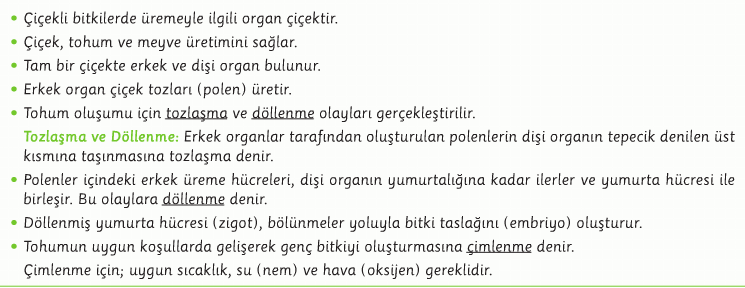 • Çiçekli bitkilerde üremeyle ilgili organ çiçektir.
• Çiçek, tohum ve meyve üretimini sağlar.
• Tam bir çiçekte erkek ve dişi organ bulunur.
• Erkek organ çiçek tozları (polen) üretir.
• Tohum oluşumu için tozlaşma ve döllenme olayları gerçekleştirilir.
Tozlaşma ve Döllenme: Erkek organlar tarafından oluşturulan polenlerin dişi organın tepecik denilen üst
kısmına taşınmasına tozlaşma denir.
• Polenler içindeki erkek üreme hücreleri, dişi organın yumurtalığına kadar ilerler ve yumurta hücresi ile
birleşir. Bu olaylara döllenme denir.
• Döllenmiş yumurta hücresi (zigot), bölünmeler yoluyla bitki taslağını (embriyo) oluşturur.
• Tohumun uygun koşullarda gelişerek genç bitkiyi oluşturmasına çimlenme denir.
Çimlenme için; uygun sıcaklık, su (nem) ve hava (oksijen) gereklidir.